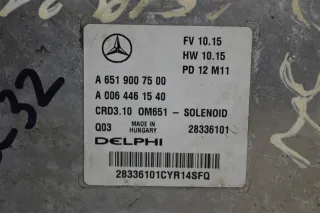 FV 10.15
HW 10.15
PD 12 M11
A 651 900 75 00
A 006 446 15 40
CRD3.10 OM651 - SOLENOID
Q03 MADE IN HUNGARY 28336101
DELPHI
28336101CYR14SFQ